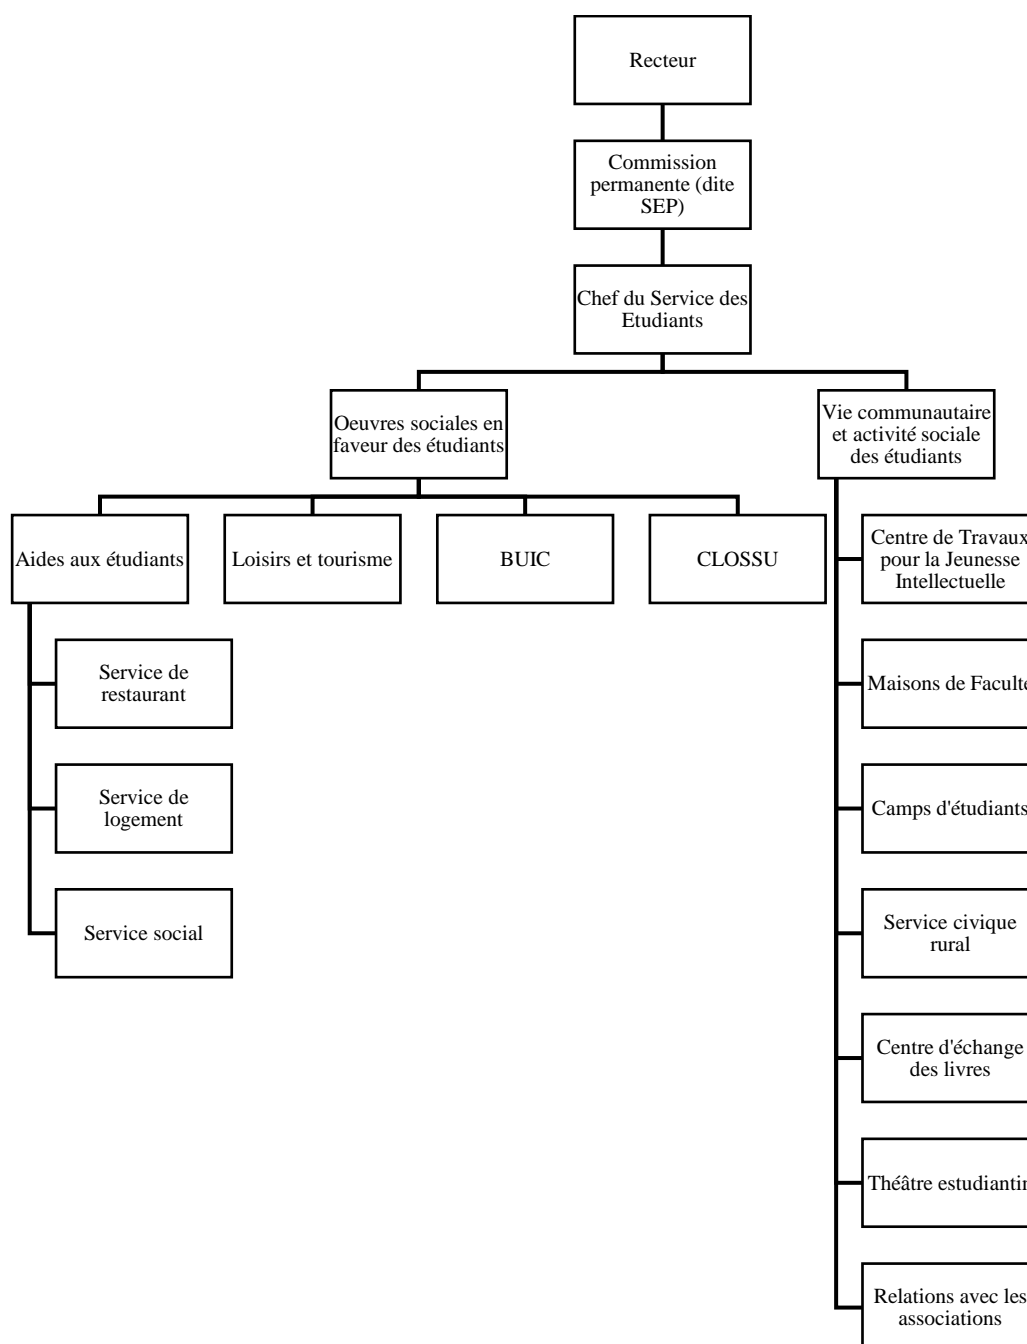 Recteur
Commission
permanente (dite
SEP)
Chef du Service des
Etudiants
Oeuvres sociales en
faveur des étudiants
Vie communautaire
et activité sociale
des étudiants
Aides aux étudiants
Loisirs et tourisme
BUIC
CLOSSU
Centre de Travaux
pour la Jeunesse
Intellectuelle
Service de
restaurant
Maisons de Faculté
Service de
logement
Camps d'étudiants
Service social
Service civique
rural
Centre d'échange
des livres
Théâtre estudiantin
Relations avec les
associations